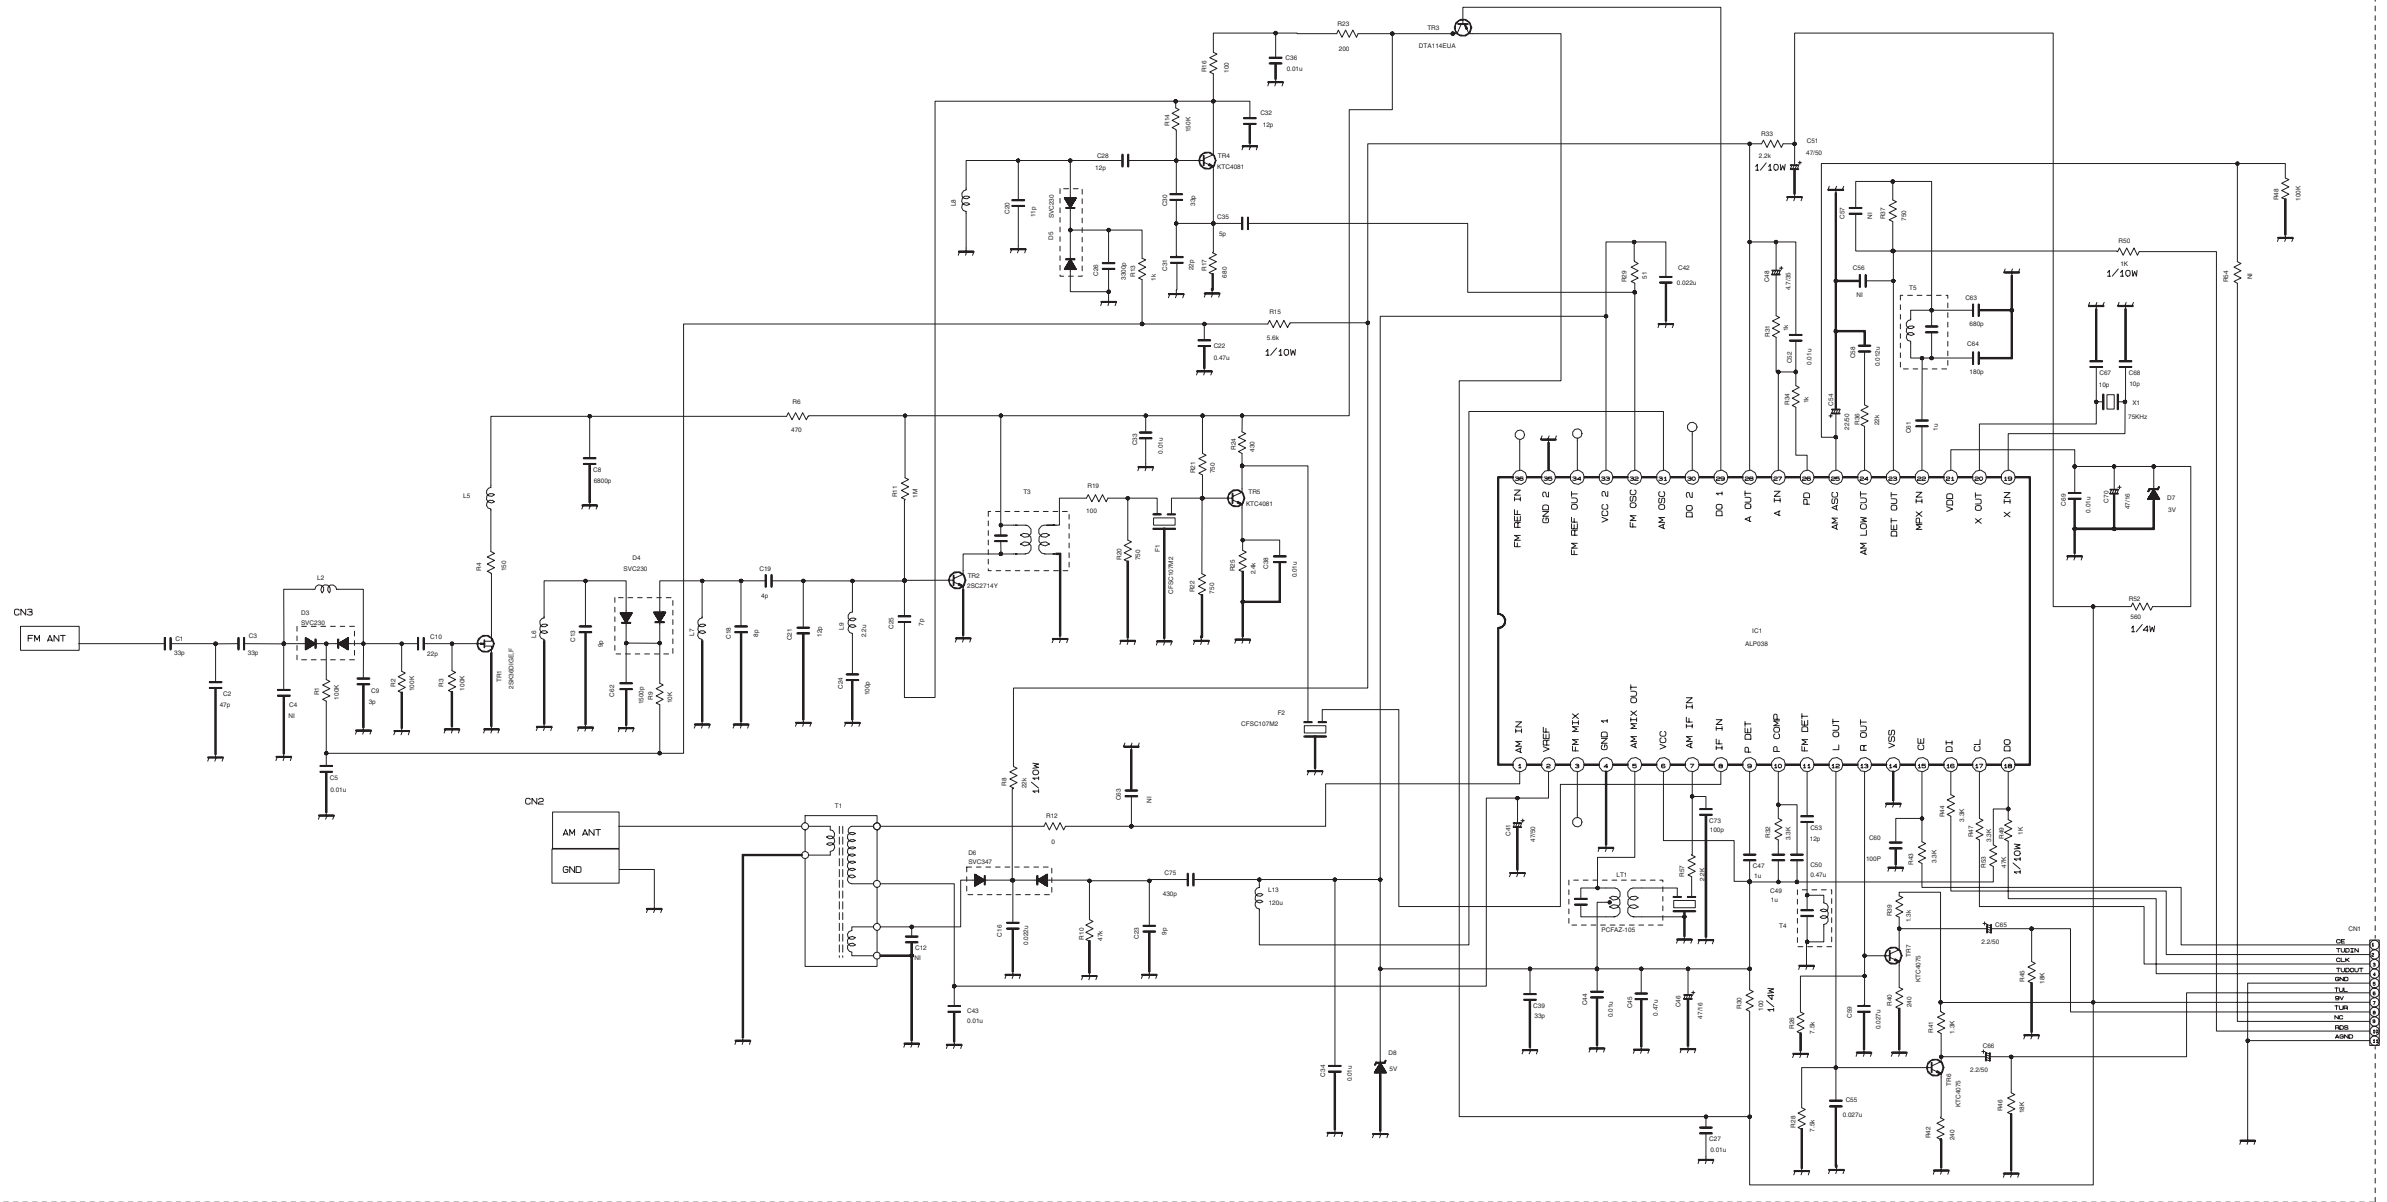 R23
200
TR3
DTA114EUA
C36
0.01u
R16
100
C32
12p
R14
150K
C28
12p
TR4
KTC4081
L8
C20
11p
SVC230
D5
C30
33p
C35
5p
C26
3300p
R13
1k
C31
22p
R17
680
R15
5.6k
1/10W
C22
0.47u
R33
2.2k
1/10W
C51
47/50
C57
NI
R37
750
R48
100K
R50
1K
1/10W
R54
NI
R29
51
C42
0.022u
C48
4.7/35
C56
NI
T5
C63
680p
C64
180p
R31
1k
C52
0.01u
C58
0.012u
R34
1k
C54
22/50
R36
22k
C61
1u
C67
10p
C68
10p
X1
75KHz
R6
470
C8
6800p
L5
R4
150
R11
1M
C33
0.01u
R21
750
R24
430
T3
R19
100
TR5
KTC4081
F1
CFSC107M2
R20
750
R22
750
R25
2.4k
C38
0.01u
36 35 34 33 32 31 30 29 28 27 26 25 24 23 22 21 20 19
FM REF IN
GND 2
FM REF OUT
VCC 2
FM OSC
AM OSC
DO 2
DO 1
A OUT
A IN
PD
AM ASC
AM LOW OUT
DET OUT
MPX IN
VDD
X OUT
X IN
C69
0.01u
C70
47/16
D7
3V
R52
560
1/4W
IC1
ALP038
CN3
FM ANT
C1
33p
C2
47p
C3
33p
C4
NI
L2
D3
SVC230
R1
100K
C5
0.01u
C9
3p
R2
100K
C10
22p
R3
100K
TR1
L6
C13
9p
D4
SVC230
C62
1500p
R9
10K
L7
C18
8p
C19
4p
C21
12p
L9
2.2u
C24
100p
C25
7p
TR2
2SC2714Y
F2
CFSC107M2
AM IN
VREF
FM MIX
GND 1
AM MIX OUT
VCC
AM IF IN
IF IN
P DET
P COMP
FM DET
L OUT
R OUT
VSS
CE
DI
CL
DO
1 2 3 4 5 6 7 8 9 10 11 12 13 14 15 16 17 18
CN2
AM ANT
GND
T1
R8
22k
1/10W
C63
NI
R12
0
D6
SVC347
C12
NI
C16
0.022u
R10
47k
C23
9p
C75
430p
L13
120u
C43
0.01u
C41
47/50
C73
100p
R57
2.2K
LT1
PCFAZ-105
C47
1u
R32
3.3K
C49
1u
C53
12p
C50
0.47u
T4
C60
100P
R43
3.3K
R44
3.3K
R47
3.3K
R53
47K
R49
1K
1/10W
R39
1.3k
C65
2.2/50
TR7
KTC4075
R45
18K
R40
240
R41
1.3K
C39
33p
C44
0.01u
C45
0.47u
C46
47/16
R30
100
1/4W
R26
7.5k
C59
0.027u
C66
2.2/50
TR6
KTC4075
R46
18K
R28
7.5k
C55
0.027u
R42
240
C34
0.01u
D8
5V
C27
0.01u
CN1
CE
TUDIN
CLK
TUDOUT
GND
TUL
9V
TUR
NC
RDS
AGND